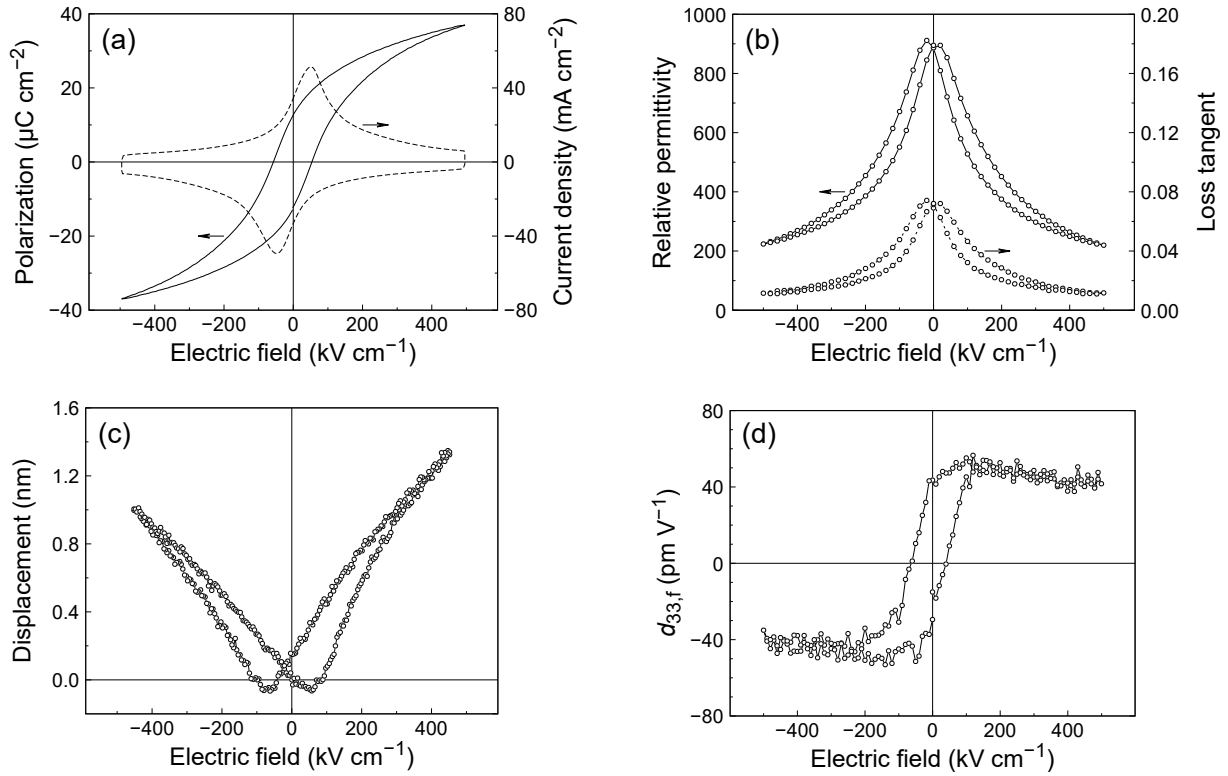 (a)
Polarization (μC cm−2)
40
20
0
−20
−40
80
40
0
−40
−80
Current density (mA cm−2)
−400 −200 0 200 400
Electric field (kV cm−1)
(b)
Relative permittivity
1000
800
600
400
200
0
0.20
0.16
0.12
0.08
0.04
0.00
Loss tangent
−400 −200 0 200 400
Electric field (kV cm−1)
(c)
Displacement (nm)
1.6
1.2
0.8
0.4
0.0
−400 −200 0 200 400
Electric field (kV cm−1)
(d)
d33,f (pm V−1)
80
40
0
−40
−80
−400 −200 0 200 400
Electric field (kV cm−1)